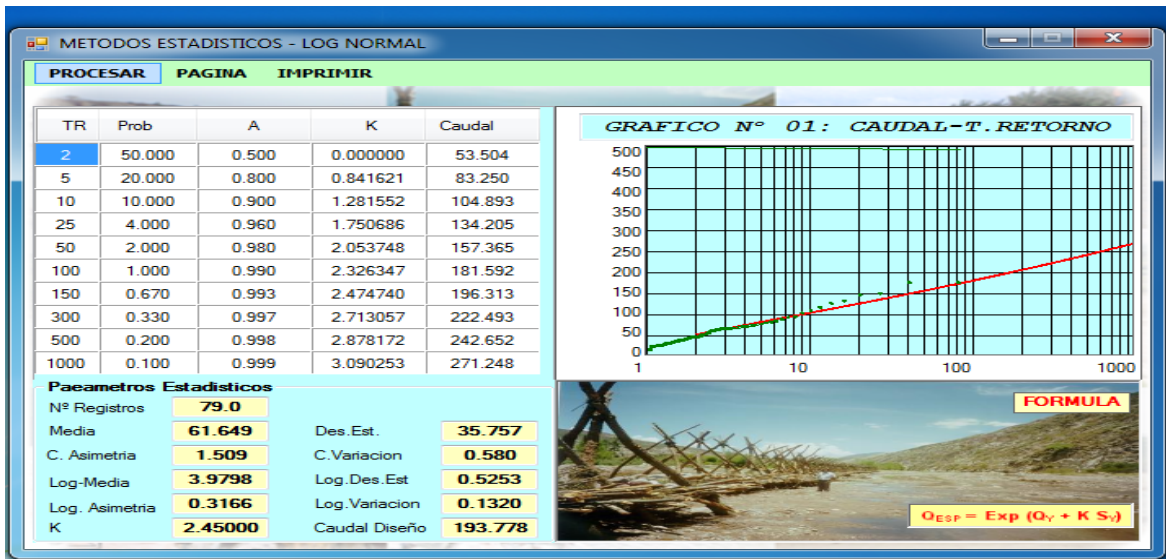 METODOS ESTADISTICOS - LOG NORMAL
PROCESAR PAGINA IMPRIMIR
TR Prob A K Caudal
2 50.000 0.500 0.000000 53.504
5 20.000 0.800 0.841621 83.250
10 10.000 0.900 1.281552 104.893
25 4.000 0.960 1.750686 134.205
50 2.000 0.980 2.053748 157.365
100 1.000 0.990 2.326347 181.592
150 0.670 0.993 2.474740 196.313
300 0.330 0.997 2.713057 222.493
500 0.200 0.998 2.878172 242.652
1000 0.100 0.999 3.090253 271.248
GRAFICO N° 01: CAUDAL-T.RETORNO
500
450
400
350
300
250
200
150
100
50
0
1 10 100 1000
Paeametros Estadisticos
Nº Registros 79.0
Media 61.649 Des.Est. 35.757
C. Asimetria 1.509 C.Variacion 0.580
Log-Media 3.9798 Log.Des.Est 0.5253
Log. Asimetria 0.3166 Log.Variacion 0.1320
K 2.45000 Caudal Diseño 193.778
FORMULA
QESP = Exp (QY + K SY)